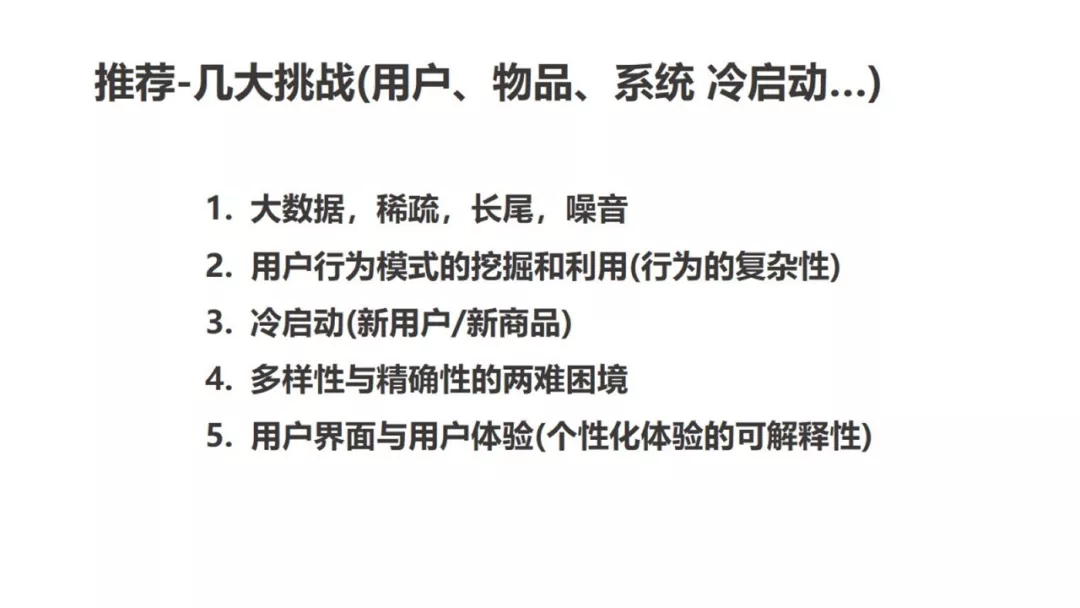 推荐-几大挑战(用户、物品、系统 冷启动...)
1. 大数据，稀疏，长尾，噪音
2. 用户行为模式的挖掘和利用(行为的复杂性)
3. 冷启动(新用户/新商品)
4. 多样性与精确性的两难困境
5. 用户界面与用户体验(个性化体验的可解释性)